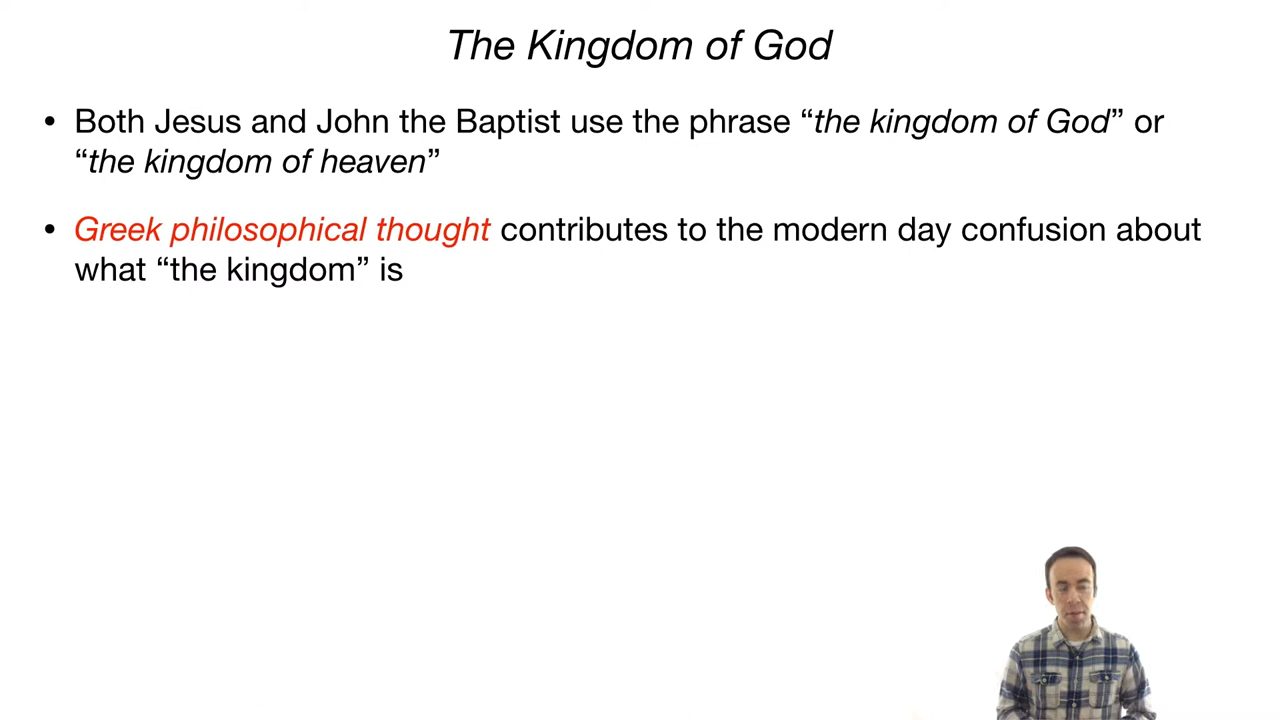 The Kingdom of God
• Both Jesus and John the Baptist use the phrase “the kingdom of God” or
“the kingdom of heaven”
• Greek philosophical thought contributes to the modern day confusion about
what “the kingdom” is